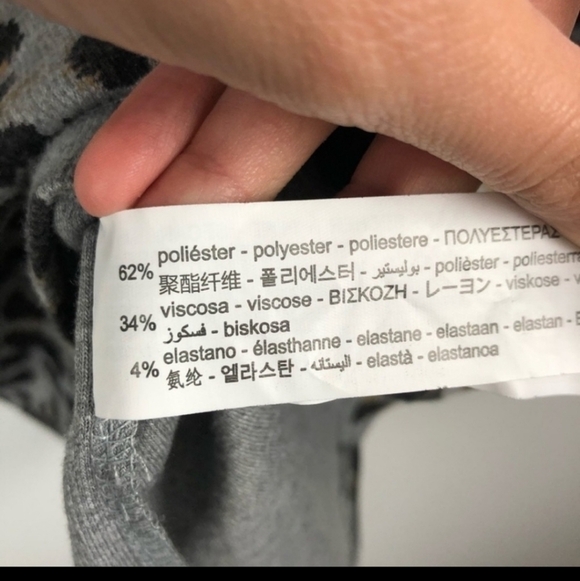 62% poliéster - polyester - poliestere - ΠΟΛΥΕΣΤΕΡΑΣ
聚酯纤维 - 폴리에스터 - بوليستير - polièster - poliesterra
34% viscosa - viscose - ΒΙΣΚΟΖΗ - レーヨン - viskose -
فسكوز - biskosa
4% elastano - élasthanne - elastane - elastaan - elastan -
氨纶 - 엘라스탄 - اليستانه - elastà - elastanoa